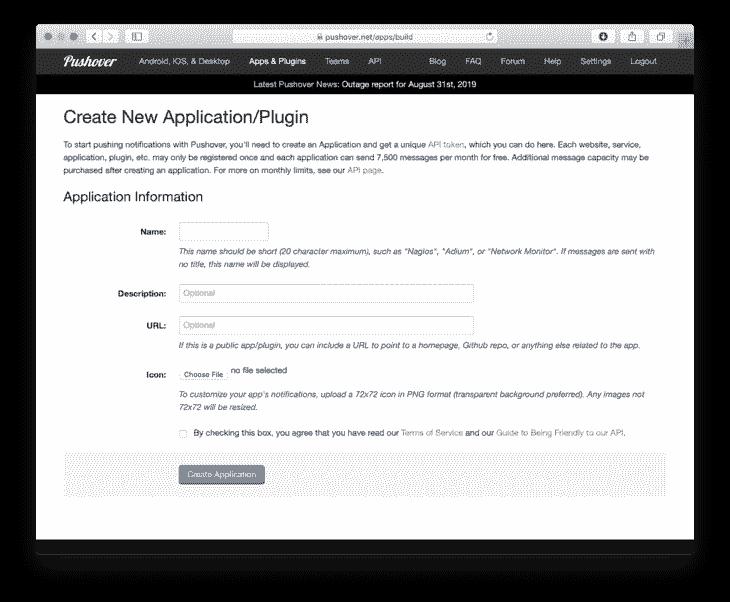 pushover.net/apps/build
Pushover Android, iOS, & Desktop Apps & Plugins Teams API Blog FAQ Forum Help Settings Logout
Latest Pushover News: Outage report for August 31st, 2019
Create New Application/Plugin
To start pushing notifications with Pushover, you'll need to create an Application and get a unique API token, which you can do here. Each website, service,
application, plugin, etc. may only be registered once and each application can send 7,500 messages per month for free. Additional message capacity may be
purchased after creating an application. For more on monthly limits, see our API page.
Application Information
Name:
This name should be short (20 character maximum), such as "Nagios", "Adium", or "Network Monitor". If messages are sent with
no title, this name will be displayed.
Description: Optional
URL: Optional
If this is a public app/plugin, you can include a URL to point to a homepage, Github repo, or anything else related to the app.
Icon: Choose File no file selected
To customize your app's notifications, upload a 72x72 icon in PNG format (transparent background preferred). Any images not
72x72 will be resized.
By checking this box, you agree that you have read our Terms of Service and our Guide to Being Friendly to our API.
Create Application